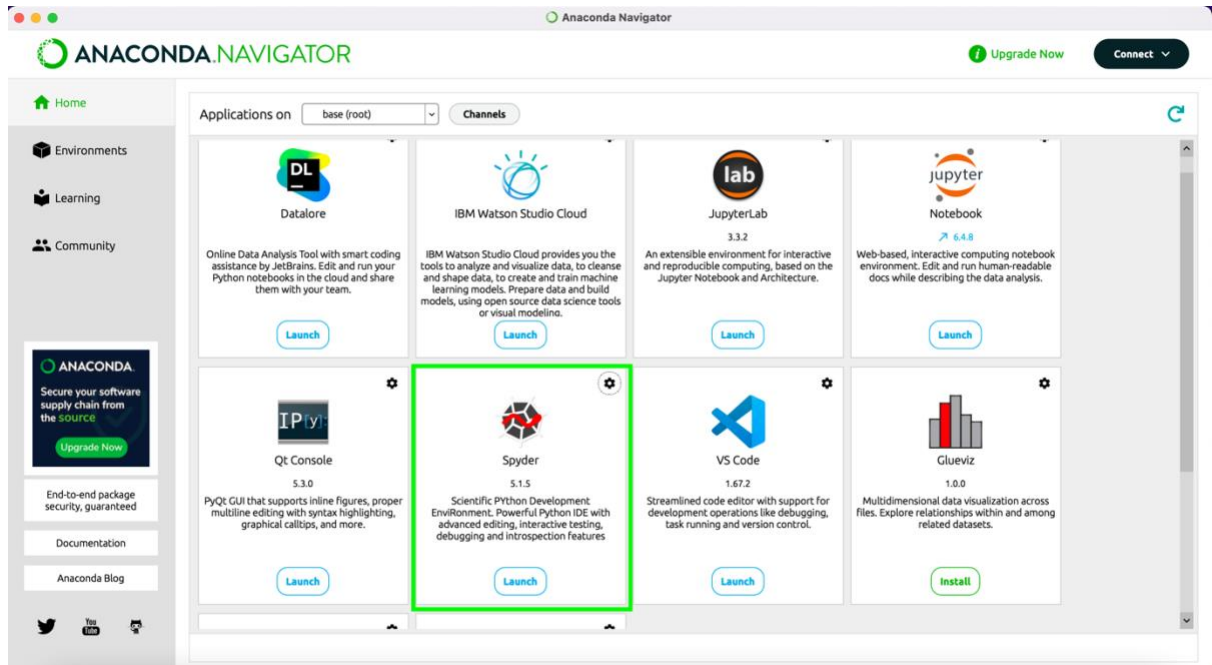 Anaconda Navigator
ANACONDA.NAVIGATOR
i Upgrade Now
Connect
Home
Environments
Learning
Community
ANACONDA.
Secure your software
supply chain from
the source
Upgrade Now
End-to-end package
security, guaranteed
Documentation
Anaconda Blog
You
Tube
Applications on base (root) Channels
DL
Datalore
Online Data Analysis Tool with smart coding
assistance by JetBrains. Edit and run your
Python notebooks in the cloud and share
them with your team.
Launch
IBM Watson Studio Cloud
IBM Watson Studio Cloud provides you the
tools to analyze and visualize data, to cleanse
and shape data, to create and train machine
learning models. Prepare data and build
models, using open source data science tools
or visual modeling.
Launch
lab
JupyterLab
3.3.2
An extensible environment for interactive
and reproducible computing, based on the
Jupyter Notebook and Architecture.
Launch
jupyter
Notebook
6.4.8
Web-based, interactive computing notebook
environment. Edit and run human-readable
docs while describing the data analysis.
Launch
IP[y]:
Qt Console
5.3.0
PyQt GUI that supports inline figures, proper
multiline editing with syntax highlighting,
graphical calltips, and more.
Launch
Spyder
5.1.5
Scientific PYthon Development
EnviRonment. Powerful Python IDE with
advanced editing, interactive testing,
debugging and introspection features
Launch
VS Code
1.67.2
Streamlined code editor with support for
development operations like debugging,
task running and version control.
Launch
Glueviz
1.0.0
Multidimensional data visualization across
files. Explore relationships within and among
related datasets.
Install